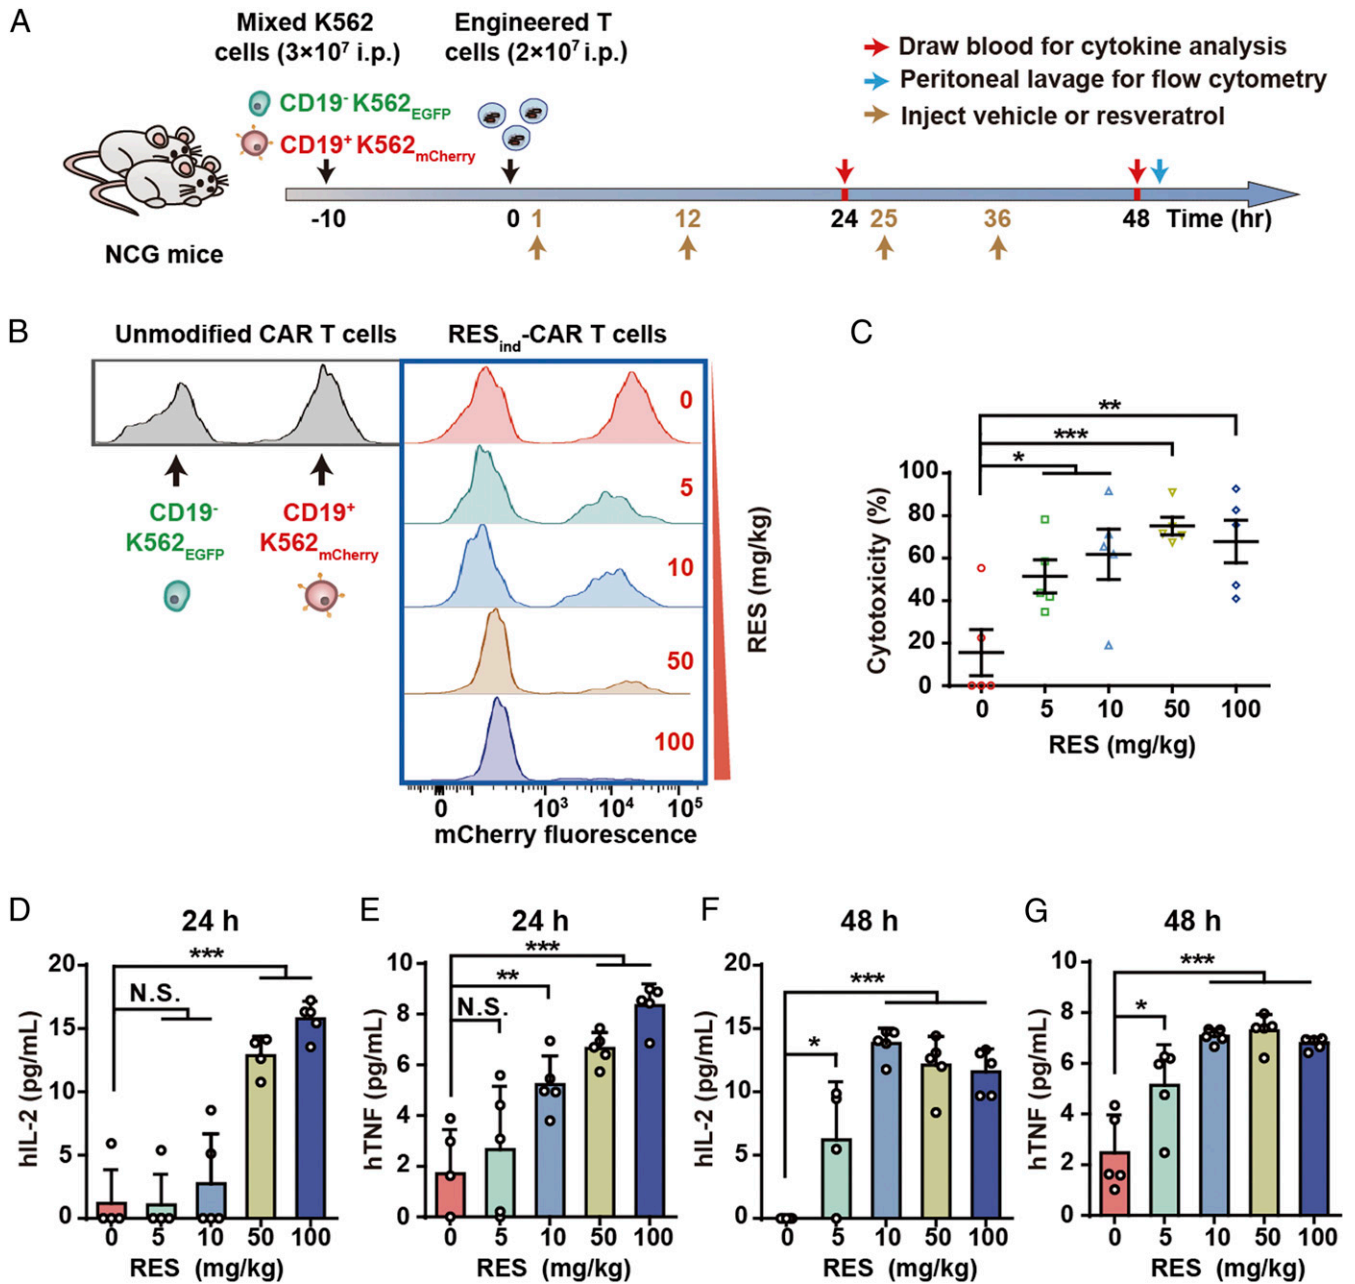 A
Mixed K562
cells (3×10⁷ i.p.)
Engineered T
cells (2×10⁷ i.p.)
CD19⁻ K562EGFP
CD19⁺ K562mCherry
Draw blood for cytokine analysis
Peritoneal lavage for flow cytometry
Inject vehicle or resveratrol
NCG mice
-10 0 1 12 24 25 36 48 Time (hr)
B
Unmodified CAR T cells
RESind-CAR T cells
CD19⁻
K562EGFP
CD19⁺
K562mCherry
0
5
10
50
100
RES (mg/kg)
0 10³ 10⁴ 10⁵
mCherry fluorescence
C
**
***
*
Cytotoxicity (%)
100
80
60
40
20
0
0 5 10 50 100
RES (mg/kg)
D
24 h
***
N.S.
hIL-2 (pg/mL)
20
15
10
5
0
0 5 10 50 100
RES (mg/kg)
E
24 h
***
**
N.S.
hTNF (pg/mL)
10
8
6
4
2
0
0 5 10 50 100
RES (mg/kg)
F
48 h
***
*
hIL-2 (pg/mL)
20
15
10
5
0
0 5 10 50 100
RES (mg/kg)
G
48 h
***
*
hTNF (pg/mL)
10
8
6
4
2
0
0 5 10 50 100
RES (mg/kg)